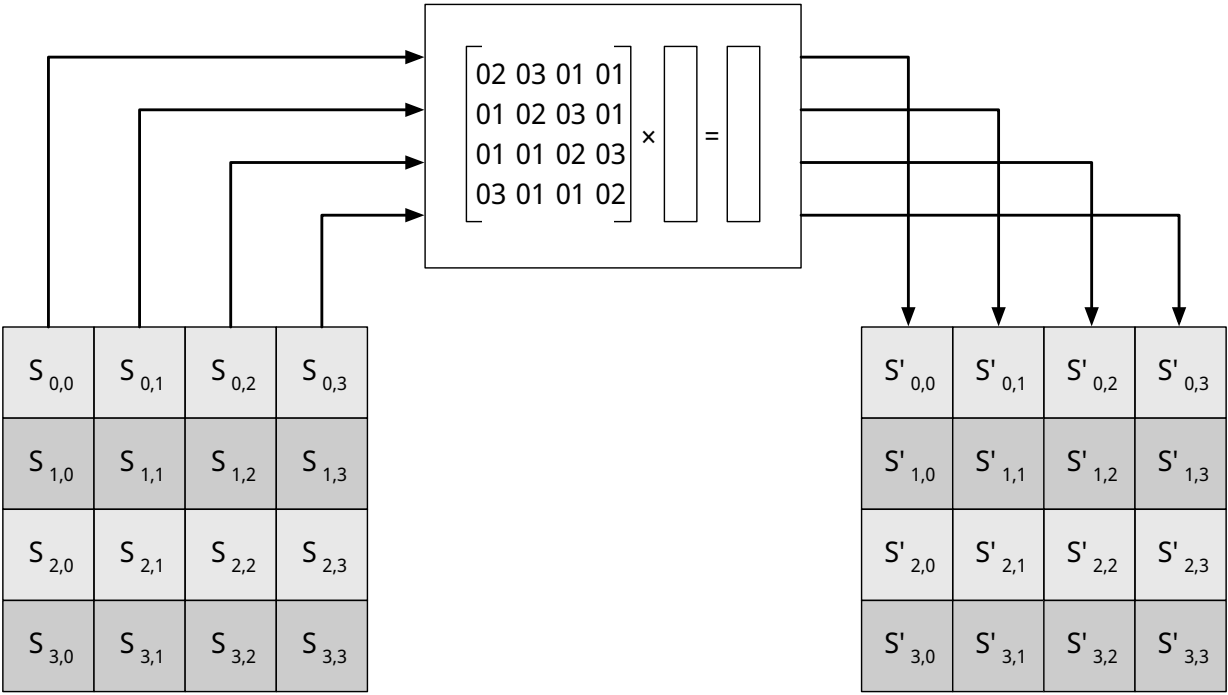 02 03 01 01
01 02 03 01
01 01 02 03
03 01 01 02
× =
S 0,0 S 0,1 S 0,2 S 0,3
S 1,0 S 1,1 S 1,2 S 1,3
S 2,0 S 2,1 S 2,2 S 2,3
S 3,0 S 3,1 S 3,2 S 3,3
S' 0,0 S' 0,1 S' 0,2 S' 0,3
S' 1,0 S' 1,1 S' 1,2 S' 1,3
S' 2,0 S' 2,1 S' 2,2 S' 2,3
S' 3,0 S' 3,1 S' 3,2 S' 3,3